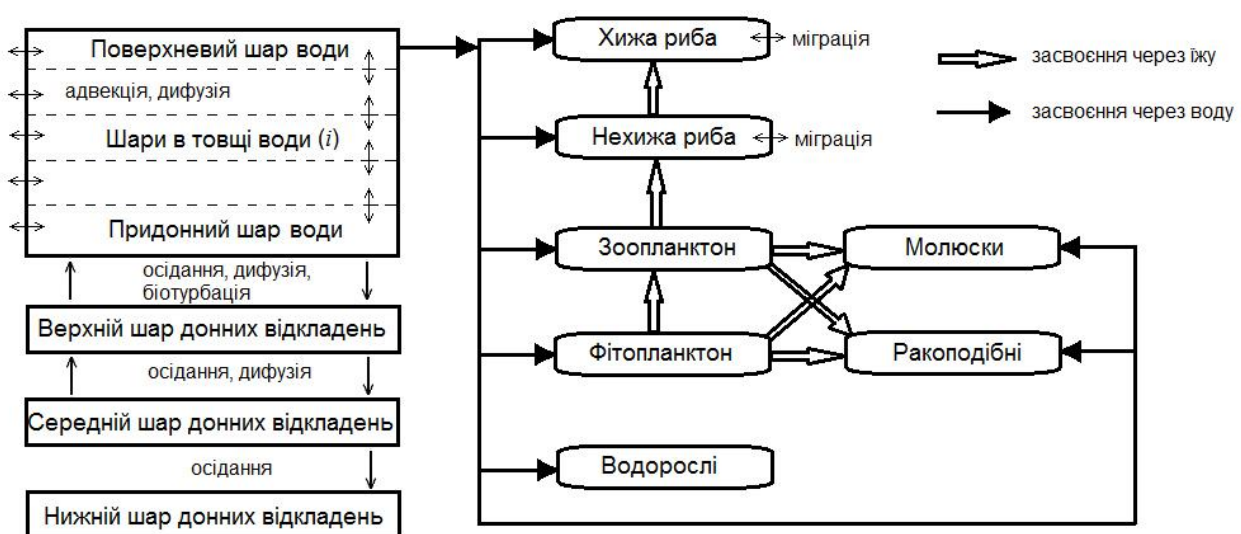 Поверхневий шар води
адвекція, дифузія
Шари в товщі води (i)
Придонний шар води
осідання, дифузія,
біотурбація
Верхній шар донних відкладень
осідання, дифузія
Середній шар донних відкладень
осідання
Нижній шар донних відкладень
Хижа риба
міграція
Нехижа риба
міграція
Зоопланктон
Молюски
Фітопланктон
Ракоподібні
Водорослі
засвоєння через їжу
засвоєння через воду